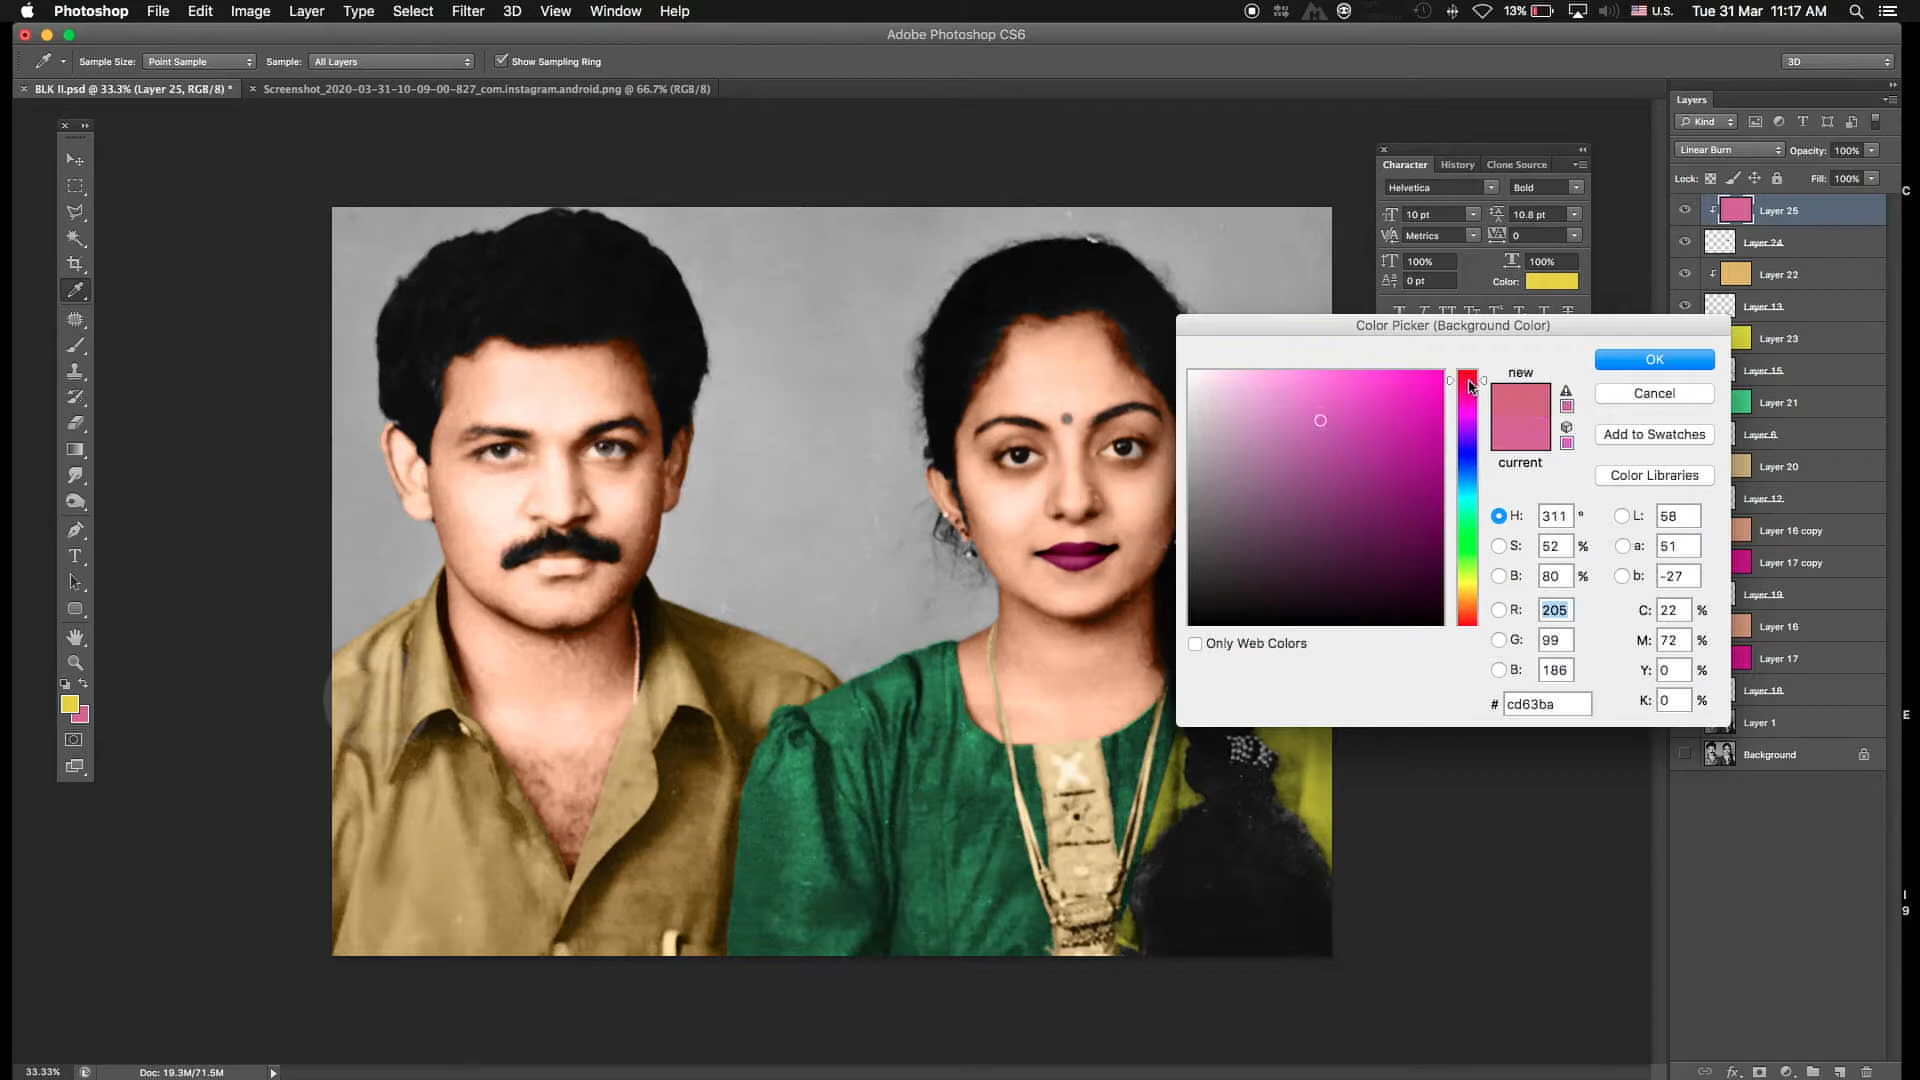 Photoshop File Edit Image Layer Type Select Filter 3D View Window Help 13% U.S. Tue 31 Mar 11:17 AM
Adobe Photoshop CS6
Sample Size: Point Sample Sample: All Layers Show Sampling Ring 3D
BLK II.psd @ 33.3% (Layer 25, RGB/8) * Screenshot_2020-03-31-10-09-00-827_com.instagram.android.png @ 66.7% (RGB/8)
Layers
Kind
Linear Burn Opacity: 100%
Lock: Fill: 100%
Layer 25
Layer 24
Layer 22
Layer 13
Layer 23
Layer 15
Layer 21
Layer 6
Layer 20
Layer 12
Layer 16 copy
Layer 17 copy
Layer 19
Layer 16
Layer 17
Layer 18
Layer 1
Background
Character History Clone Source
Helvetica Bold
10 pt 10.8 pt
Metrics 0
100% 100%
0 pt Color:
Color Picker (Background Color)
new
current
OK
Cancel
Add to Swatches
Color Libraries
H: 311 ° L: 58
S: 52 % a: 51
B: 80 % b: -27
R: 205 C: 22 %
G: 99 M: 72 %
B: 186 Y: 0 %
# cd63ba K: 0 %
Only Web Colors
33.33% Doc: 19.3M/71.5M